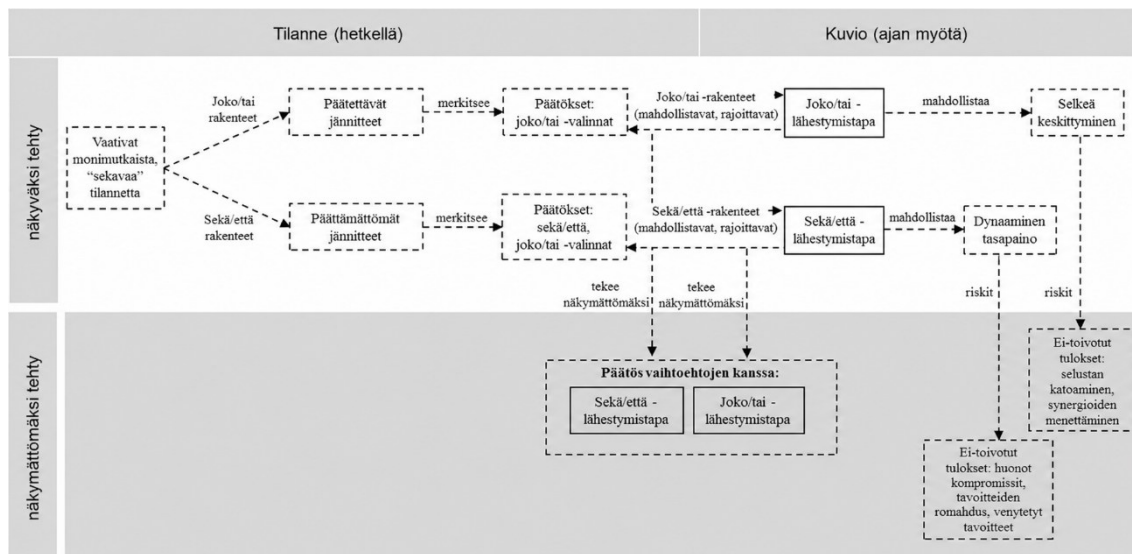 Tilanne (hetkellä)
Kuvio (ajan myötä)
näkyväksi tehty
Vaativat
monimutkaista,
“sekavaa”
tilannetta
Joko/tai
rakenteet
Sekä/että
rakenteet
Päätettävät
jännitteet
merkitsee
Päätökset:
joko/tai -valinnat
Joko/tai -rakenteet
(mahdollistavat, rajoittavat)
Joko/tai -
lähestymistapa
mahdollistaa
Selkeä
keskittyminen
Päättämättömät
jännitteet
merkitsee
Päätökset:
sekä/että,
joko/tai -valinnat
Sekä/että -rakenteet
(mahdollistavat, rajoittavat)
Sekä/että -
lähestymistapa
mahdollistaa
Dynaaminen
tasapaino
tekee
näkymättömäksi
tekee
näkymättömäksi
riskit
riskit
näkymättömäksi tehty
Päätös vaihtoehtojen kanssa:
Sekä/että -
lähestymistapa
Joko/tai -
lähestymistapa
Ei-toivotut
tulokset:
selustan
katoaminen,
synergioiden
menettäminen
Ei-toivotut
tulokset: huonot
kompromissit,
tavoitteiden
romahdus, venytetyt
tavoitteet